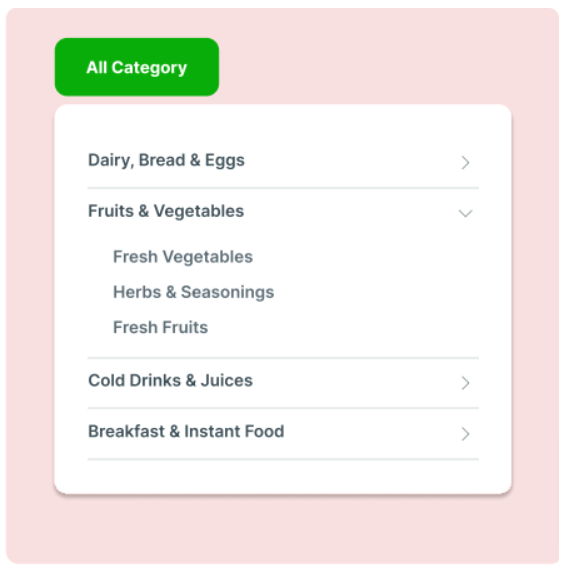 All Category
Dairy, Bread & Eggs
Fruits & Vegetables
Fresh Vegetables
Herbs & Seasonings
Fresh Fruits
Cold Drinks & Juices
Breakfast & Instant Food